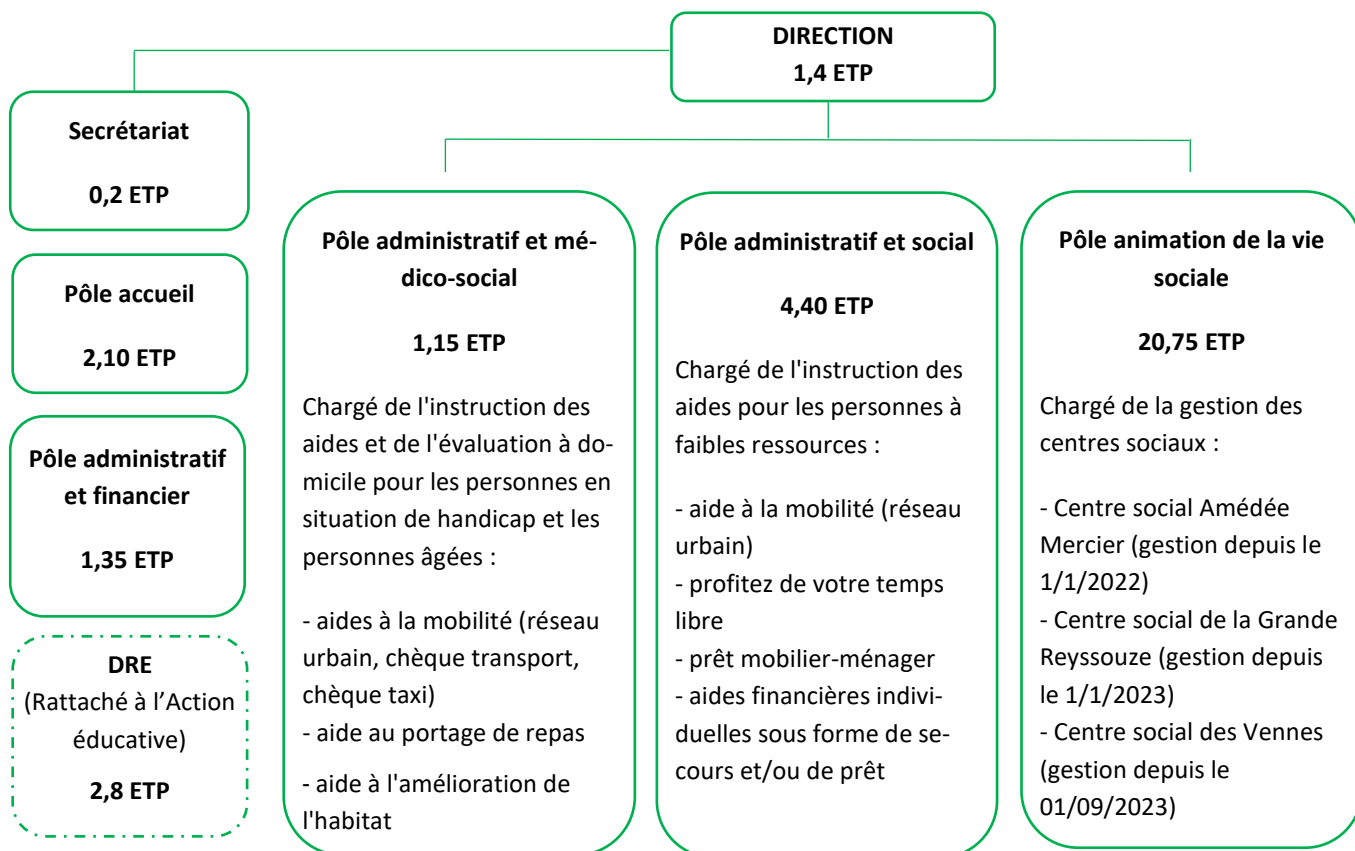 DIRECTION
1,4 ETP
Secrétariat
0,2 ETP
Pôle accueil
2,10 ETP
Pôle administratif
et financier
1,35 ETP
DRE
(Rattaché à l’Action
éducative)
2,8 ETP
Pôle administratif et mé-
dico-social
1,15 ETP
Chargé de l'instruction des
aides et de l'évaluation à do-
micile pour les personnes en
situation de handicap et les
personnes âgées :
- aides à la mobilité (réseau
urbain, chèque transport,
chèque taxi)
- aide au portage de repas
- aide à l'amélioration de
l'habitat
Pôle administratif et social
4,40 ETP
Chargé de l'instruction des
aides pour les personnes à
faibles ressources :
- aide à la mobilité (réseau
urbain)
- profitez de votre temps
libre
- prêt mobilier-ménager
- aides financières indivi-
duelles sous forme de se-
cours et/ou de prêt
Pôle animation de la vie
sociale
20,75 ETP
Chargé de la gestion des
centres sociaux :
- Centre social Amédée
Mercier (gestion depuis le
1/1/2022)
- Centre social de la Grande
Reyssouze (gestion depuis
le 1/1/2023)
- Centre social des Vennes
(gestion depuis le
01/09/2023)